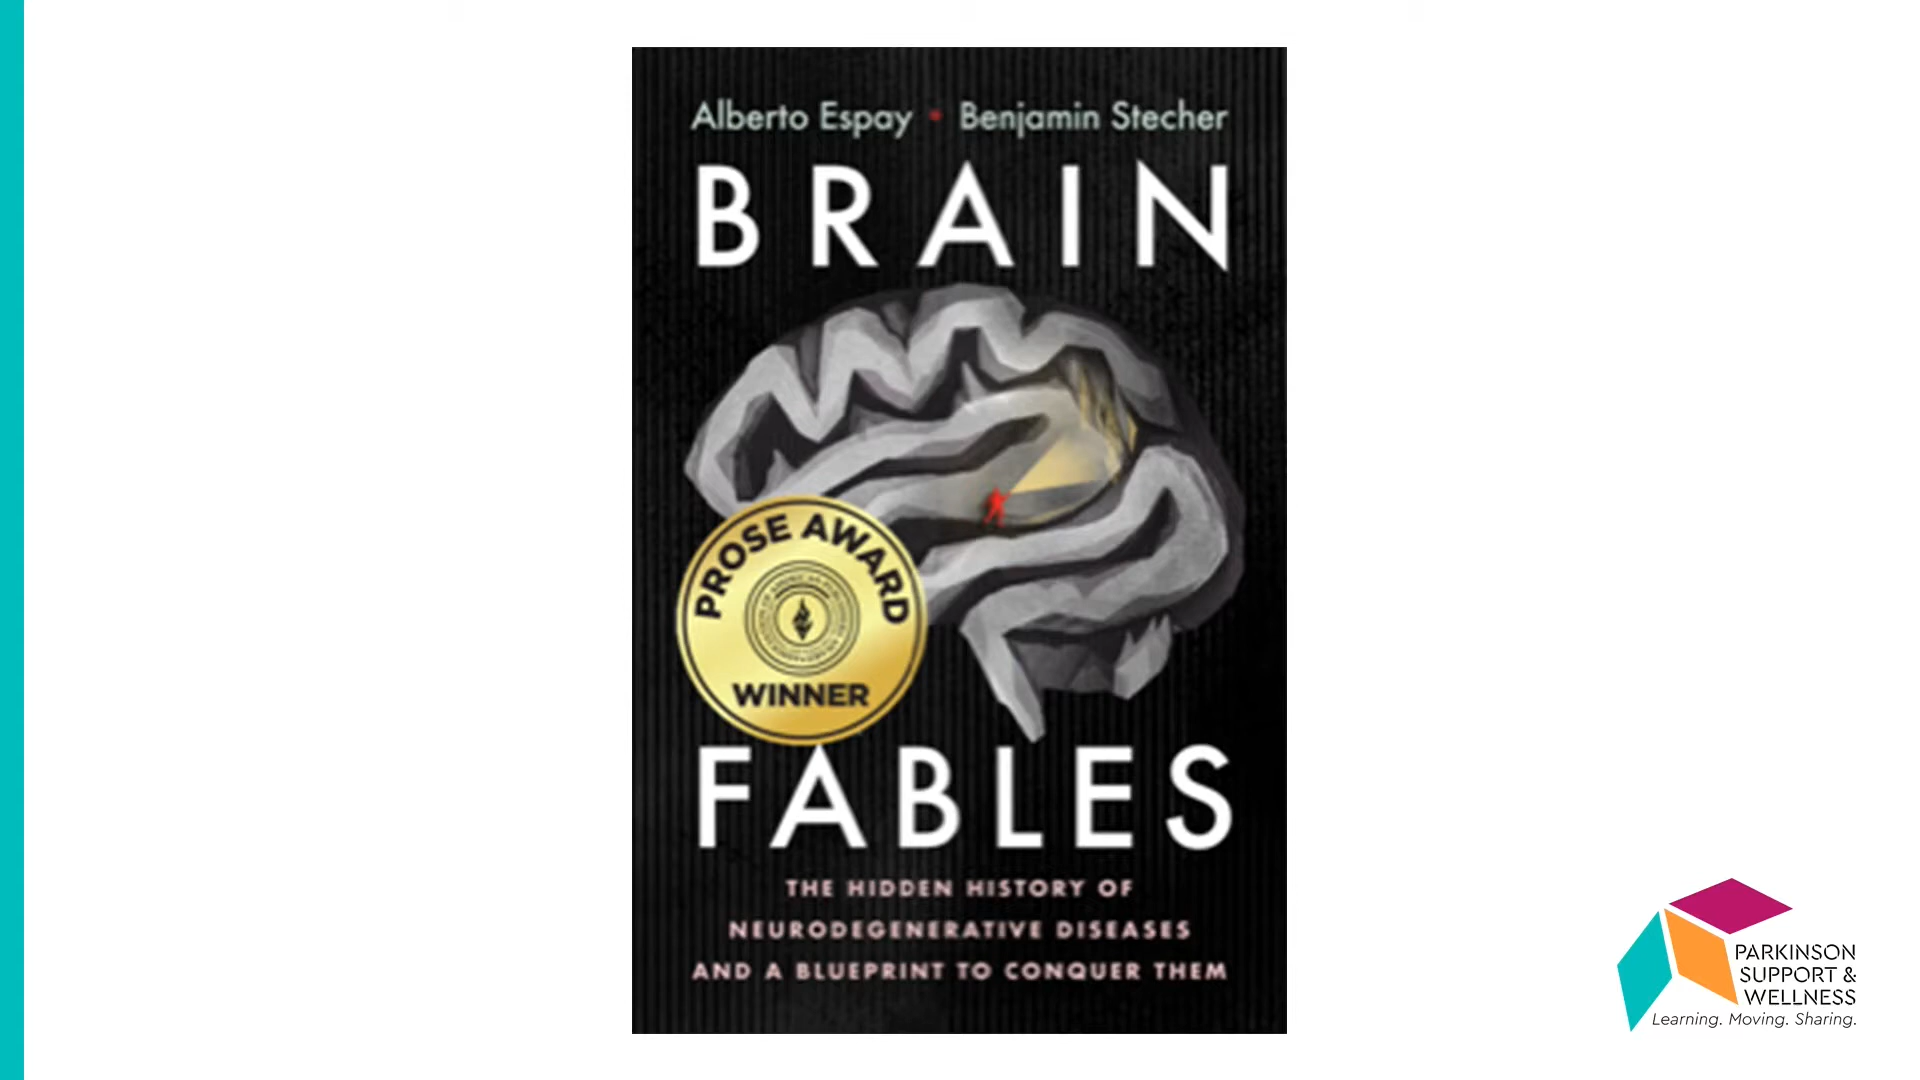 Alberto Espay • Benjamin Stecher
BRAIN
PROSE AWARD
WINNER
FABLES
THE HIDDEN HISTORY OF
NEURODEGENERATIVE DISEASES
AND A BLUEPRINT TO CONQUER THEM
PARKINSON
SUPPORT &
WELLNESS
Learning. Moving. Sharing.